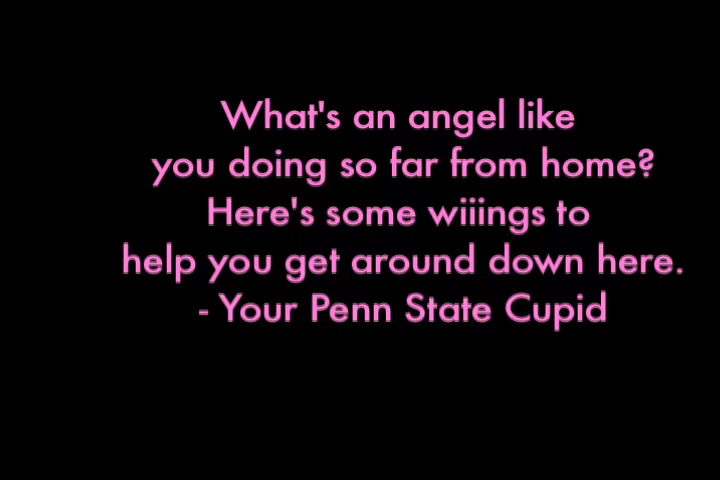 What's an angel like
you doing so far from home?
Here's some wiiings to
help you get around down here.
- Your Penn State Cupid